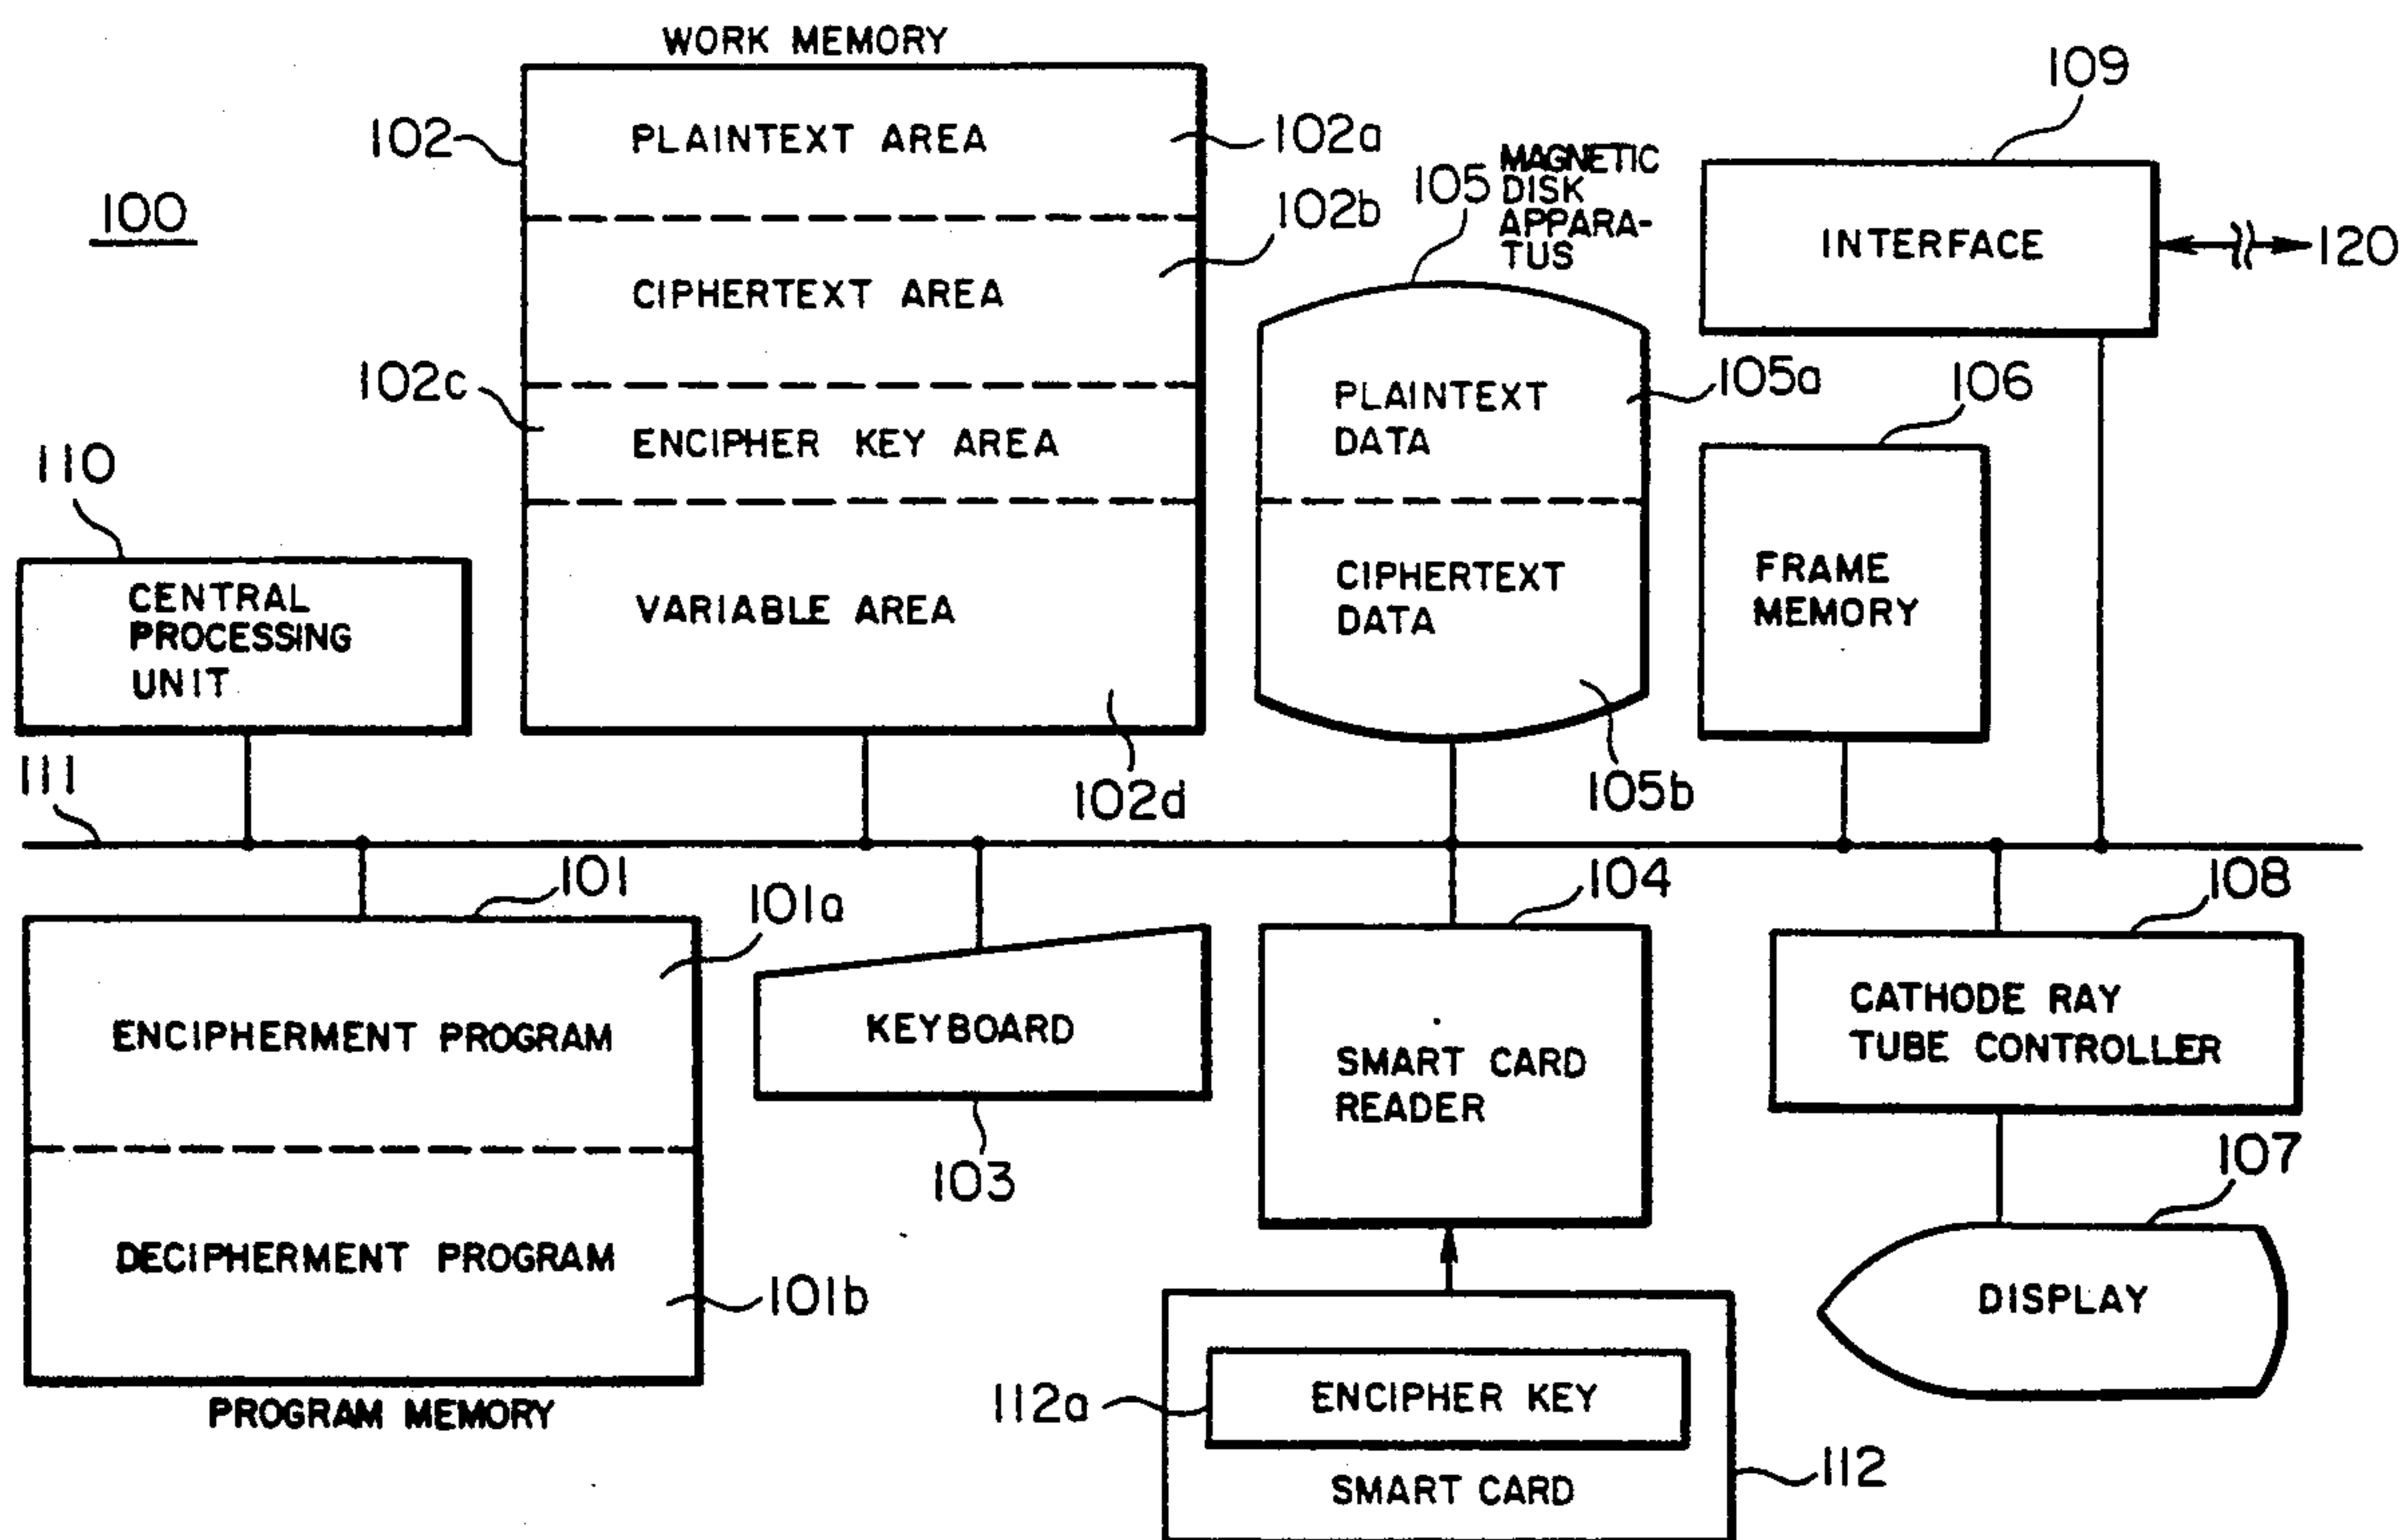 WORK MEMORY
102
PLAINTEXT AREA
102a
100
102b
CIPHERTEXT AREA
102c
ENCIPHER KEY AREA
VARIABLE AREA
102d
110
CENTRAL
PROCESSING
UNIT
111
105
MAGNETIC
DISK
APPARA-
TUS
PLAINTEXT
DATA
105a
CIPHERTEXT
DATA
105b
109
INTERFACE
120
106
FRAME
MEMORY
101
101a
ENCIPHERMENT PROGRAM
DECIPHERMENT PROGRAM
101b
PROGRAM MEMORY
KEYBOARD
103
104
SMART CARD
READER
108
CATHODE RAY
TUBE CONTROLLER
107
DISPLAY
112a
ENCIPHER KEY
SMART CARD
112